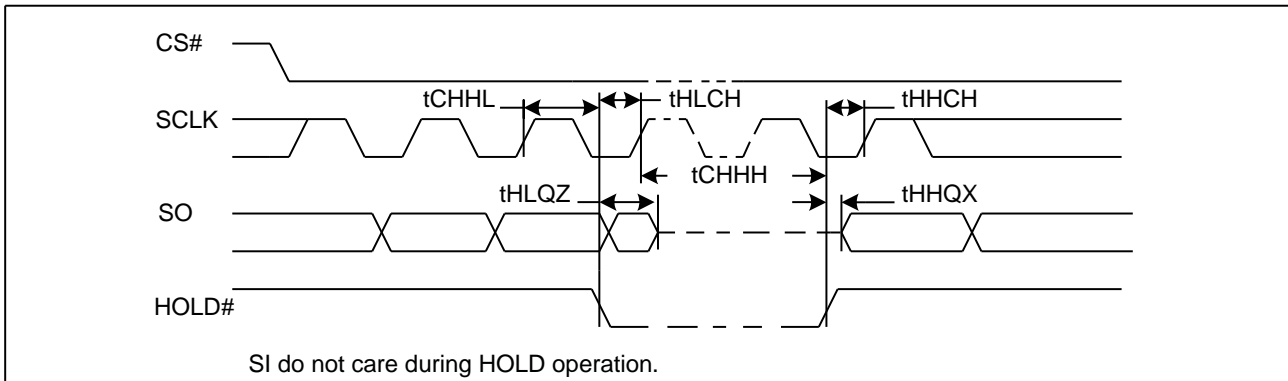 CS#
tCHHL
tHLCH
tHHCH
SCLK
tCHHH
tHLQZ
tHHQX
SO
HOLD#
SI do not care during HOLD operation.